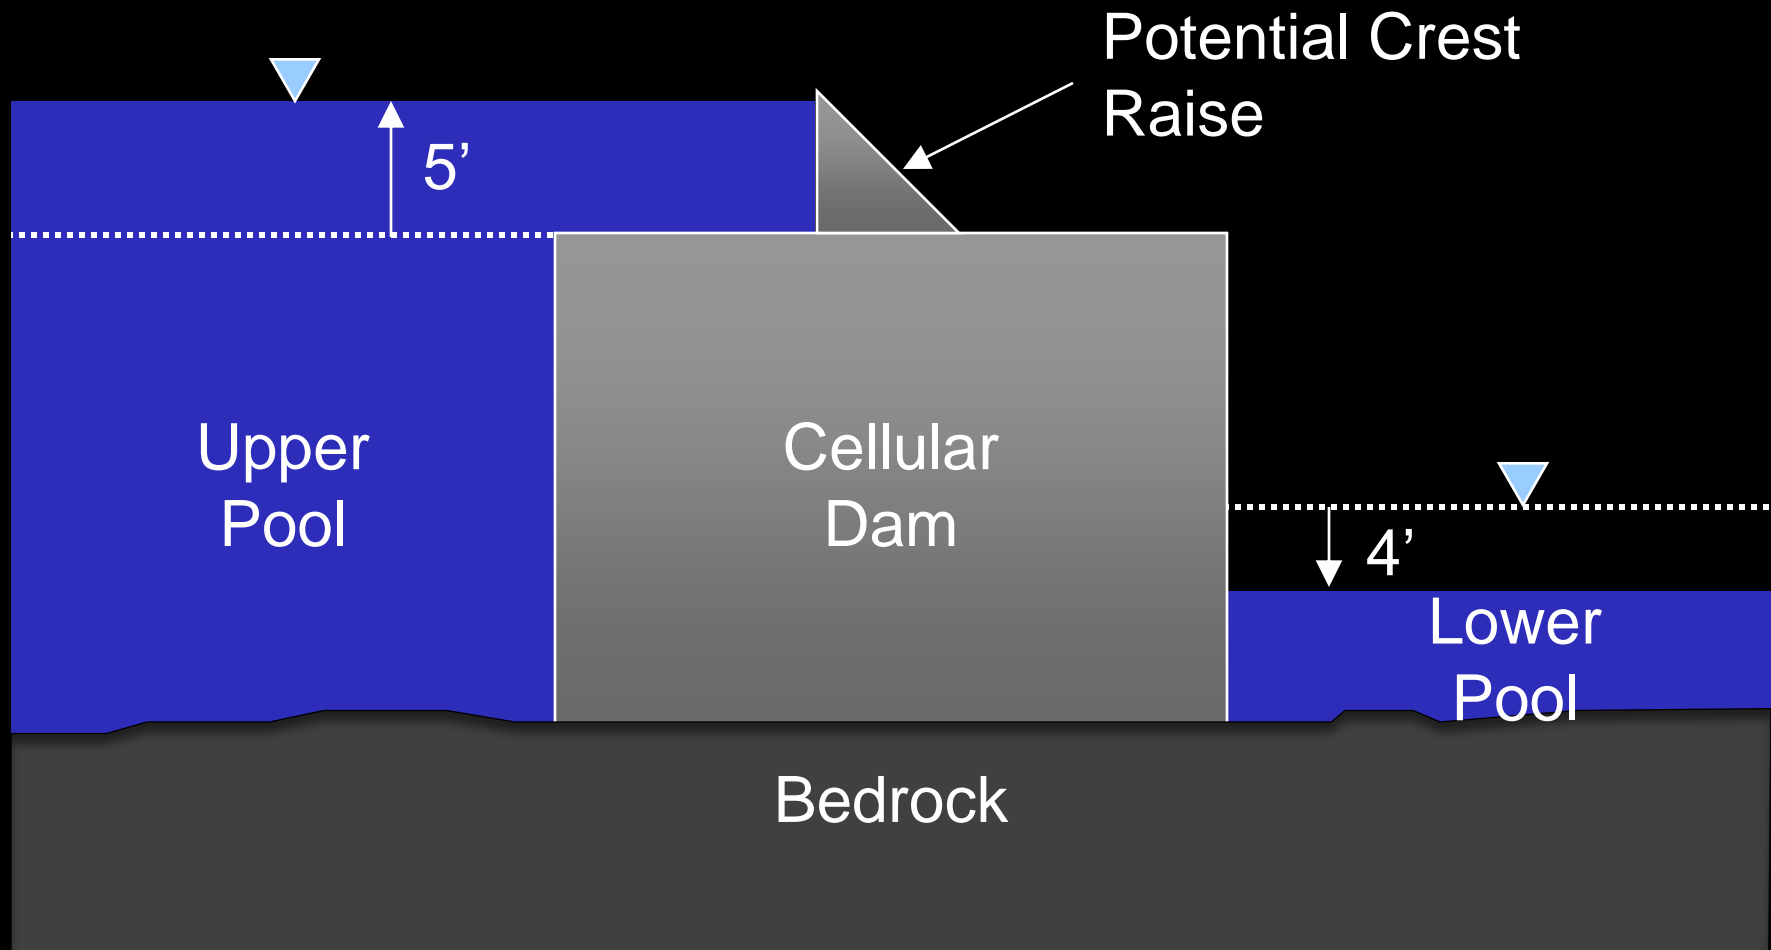 Potential Crest
Raise
5’
Upper
Pool
Cellular
Dam
4’
Lower
Pool
Bedrock